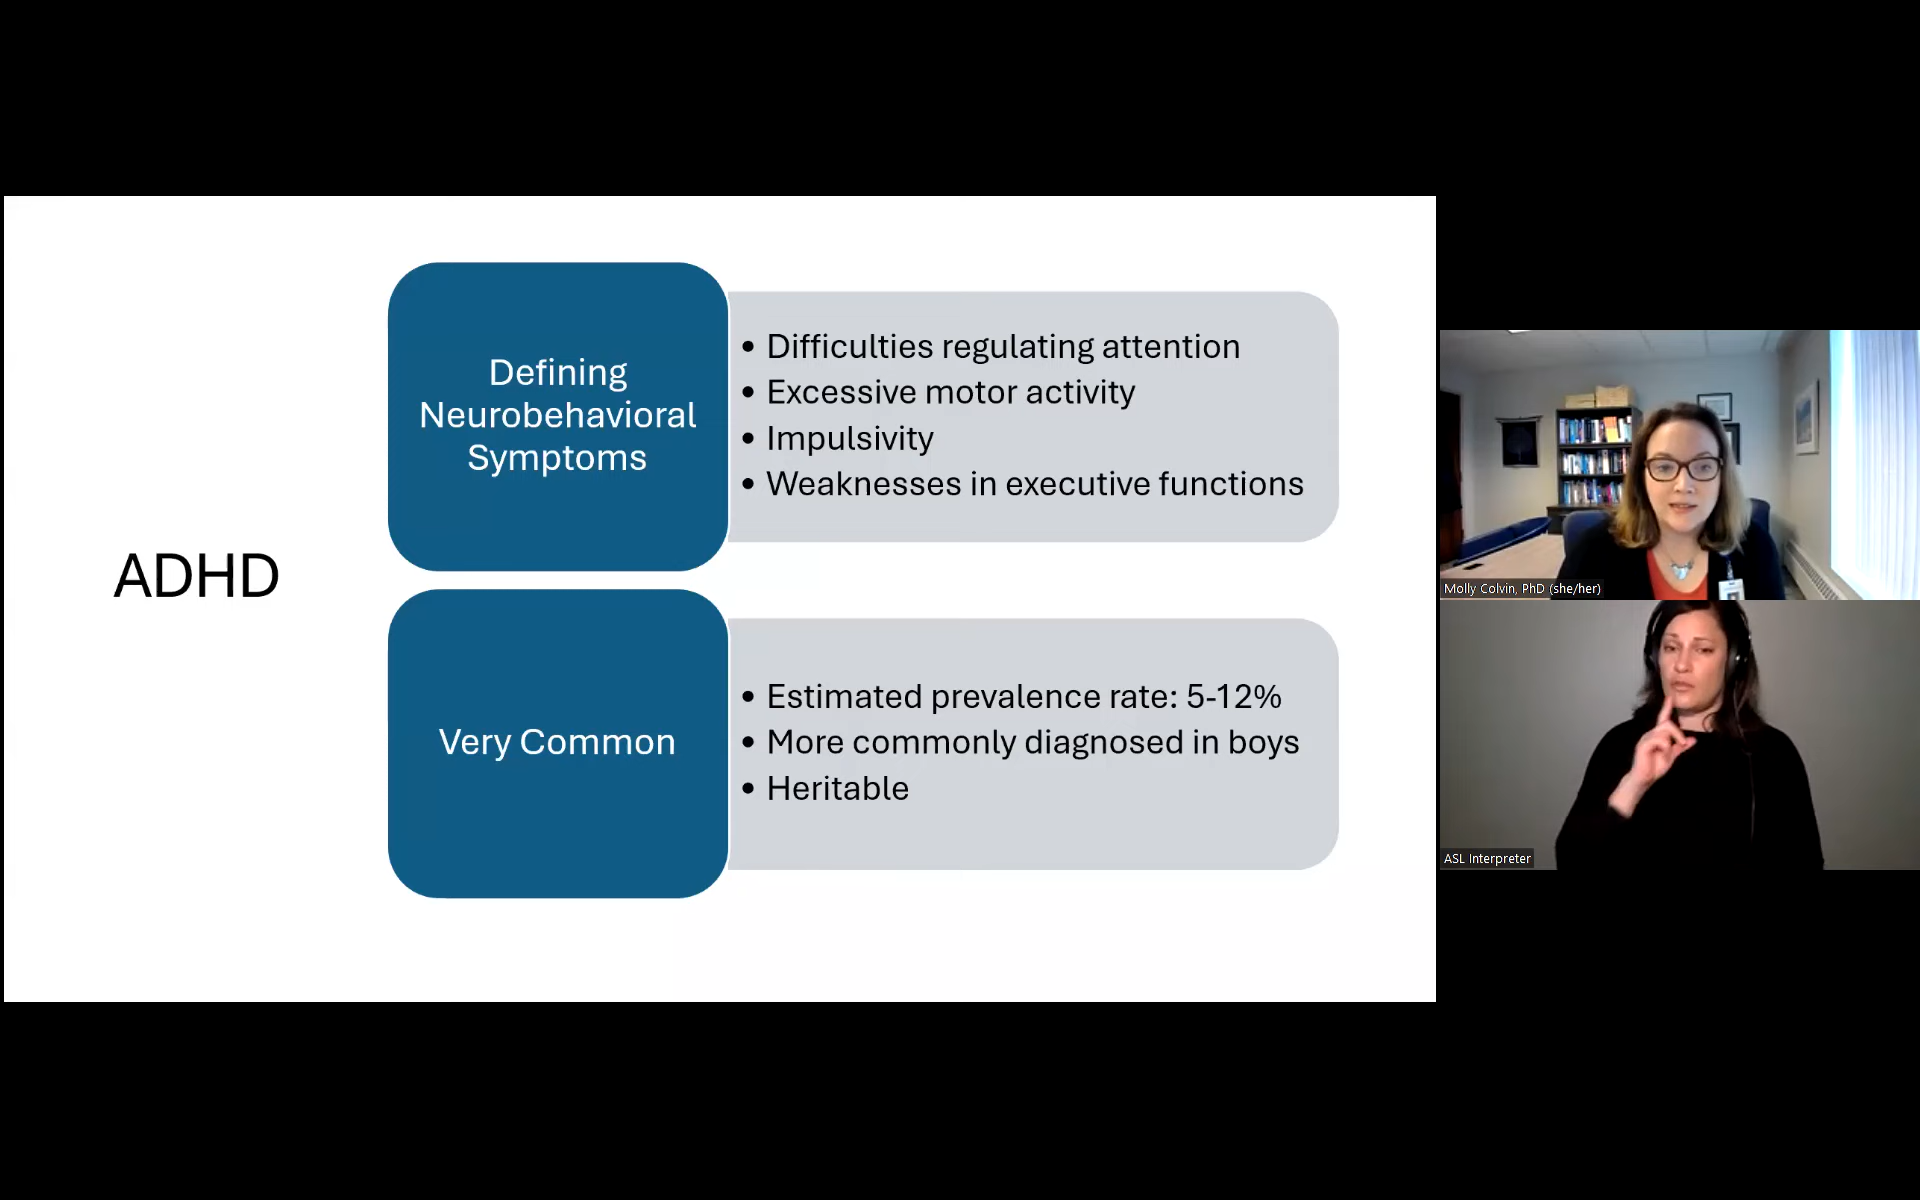 ADHD
Defining
Neurobehavioral
Symptoms
• Difficulties regulating attention
• Excessive motor activity
• Impulsivity
• Weaknesses in executive functions
Very Common
• Estimated prevalence rate: 5-12%
• More commonly diagnosed in boys
• Heritable
Molly Colvin, PhD (she/her)
ASL Interpreter